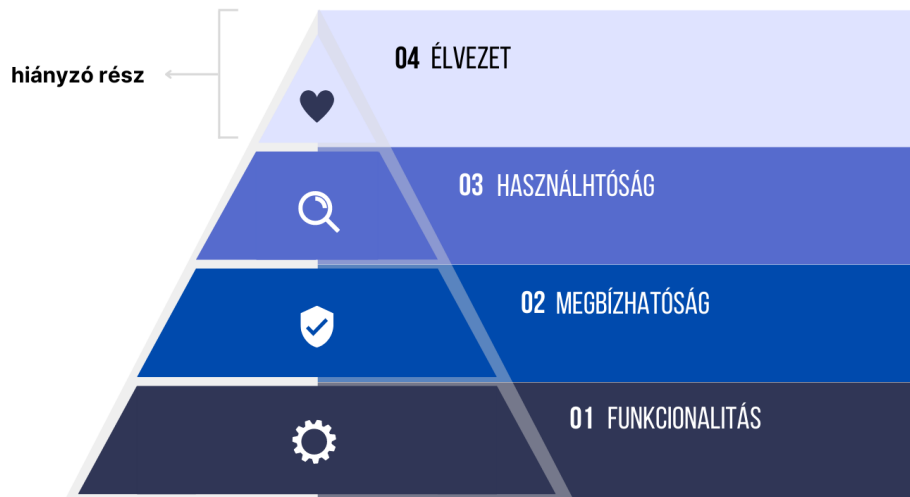 04 ÉLVEZET
hiányzó rész
03 HASZNÁLHTÓSÁG
02 MEGBÍZHATÓSÁG
01 FUNKCIONALITÁS